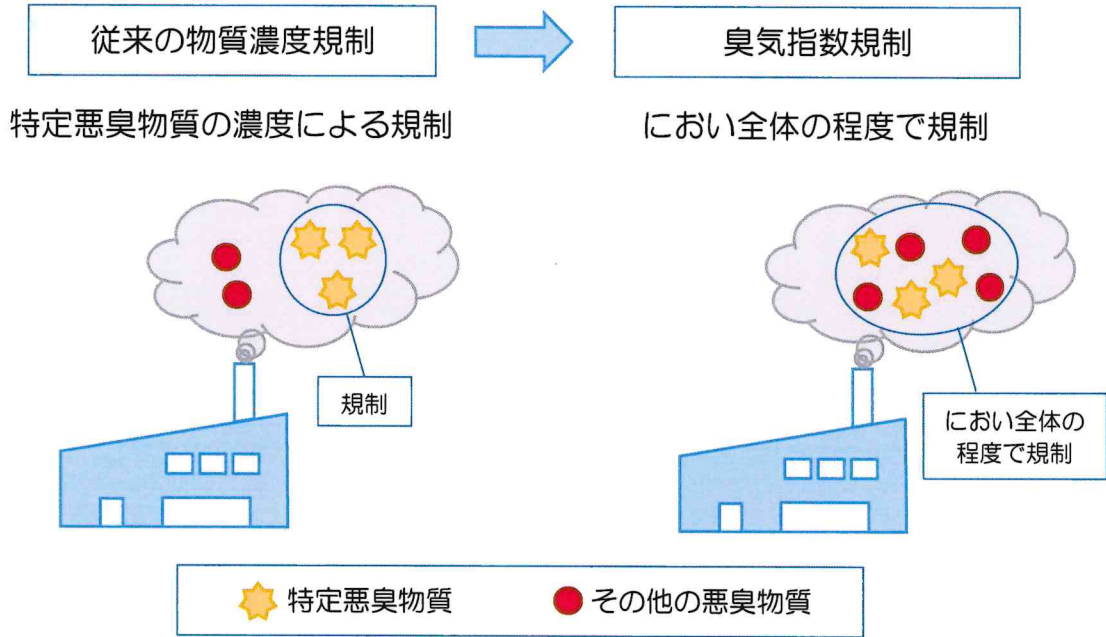 従来の物質濃度規制
臭気指数規制
特定悪臭物質の濃度による規制
におい全体の程度で規制
規制
におい全体の
程度で規制
特定悪臭物質
その他の悪臭物質